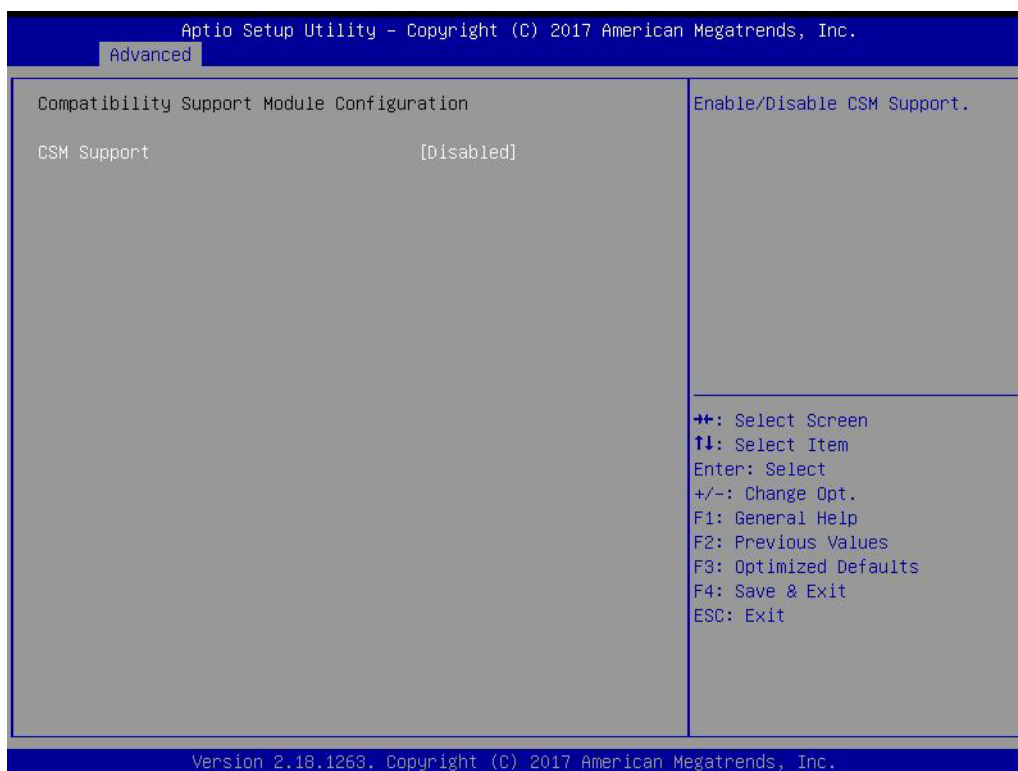 Aptio Setup Utility – Copyright (C) 2017 American Megatrends, Inc.
Advanced
Compatibility Support Module Configuration
CSM Support [Disabled]
Enable/Disable CSM Support.
→←: Select Screen
↑↓: Select Item
Enter: Select
+/-: Change Opt.
F1: General Help
F2: Previous Values
F3: Optimized Defaults
F4: Save & Exit
ESC: Exit
Version 2.18.1263. Copyright (C) 2017 American Megatrends, Inc.